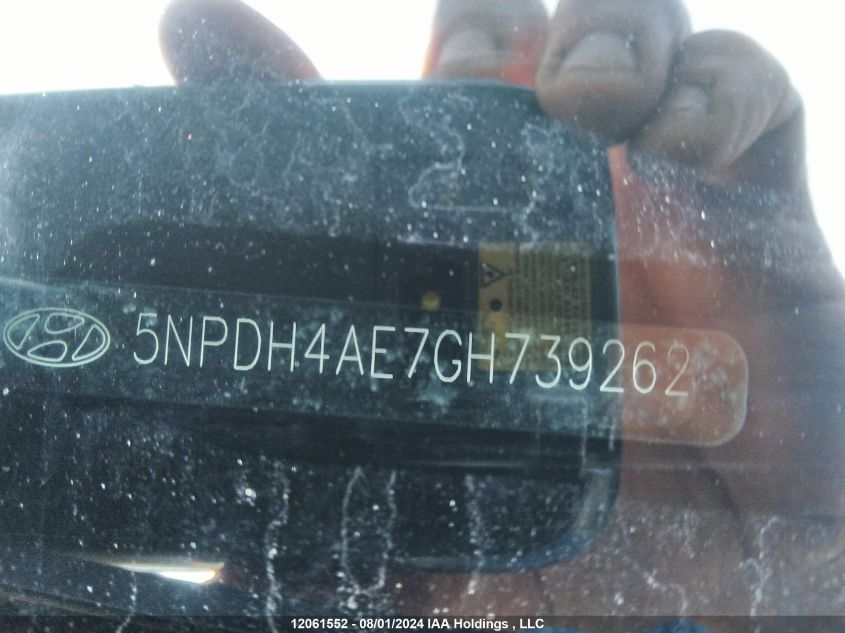 5NPDH4AE7GH739262
12061552 - 08/01/2024 IAA Holdings , LLC